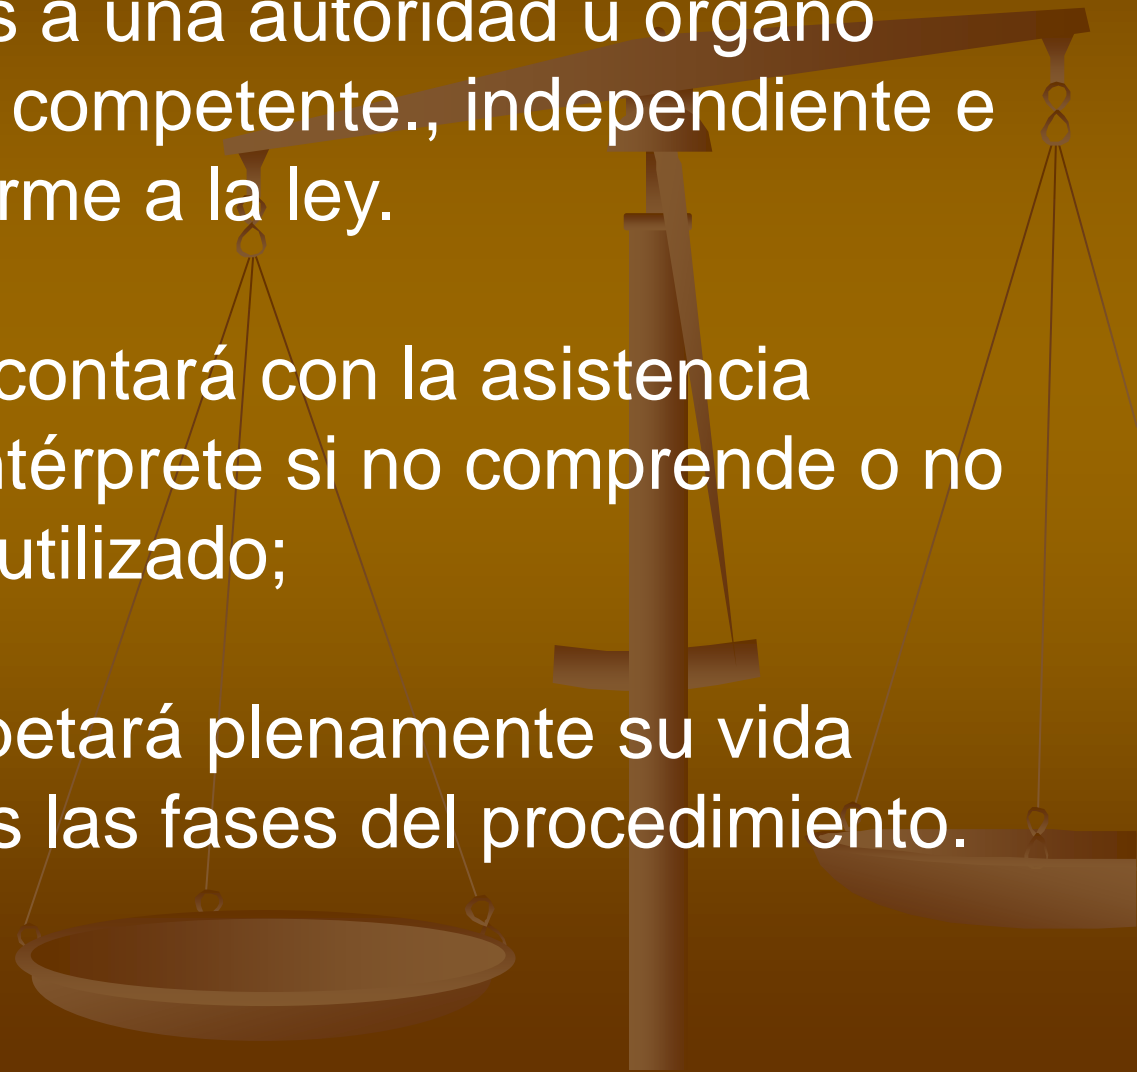 s a una autoridad u órgano
competente., independiente e
rme a la ley.
contará con la asistencia
ntérprete si no comprende o no
utilizado;
petará plenamente su vida
s las fases del procedimiento.